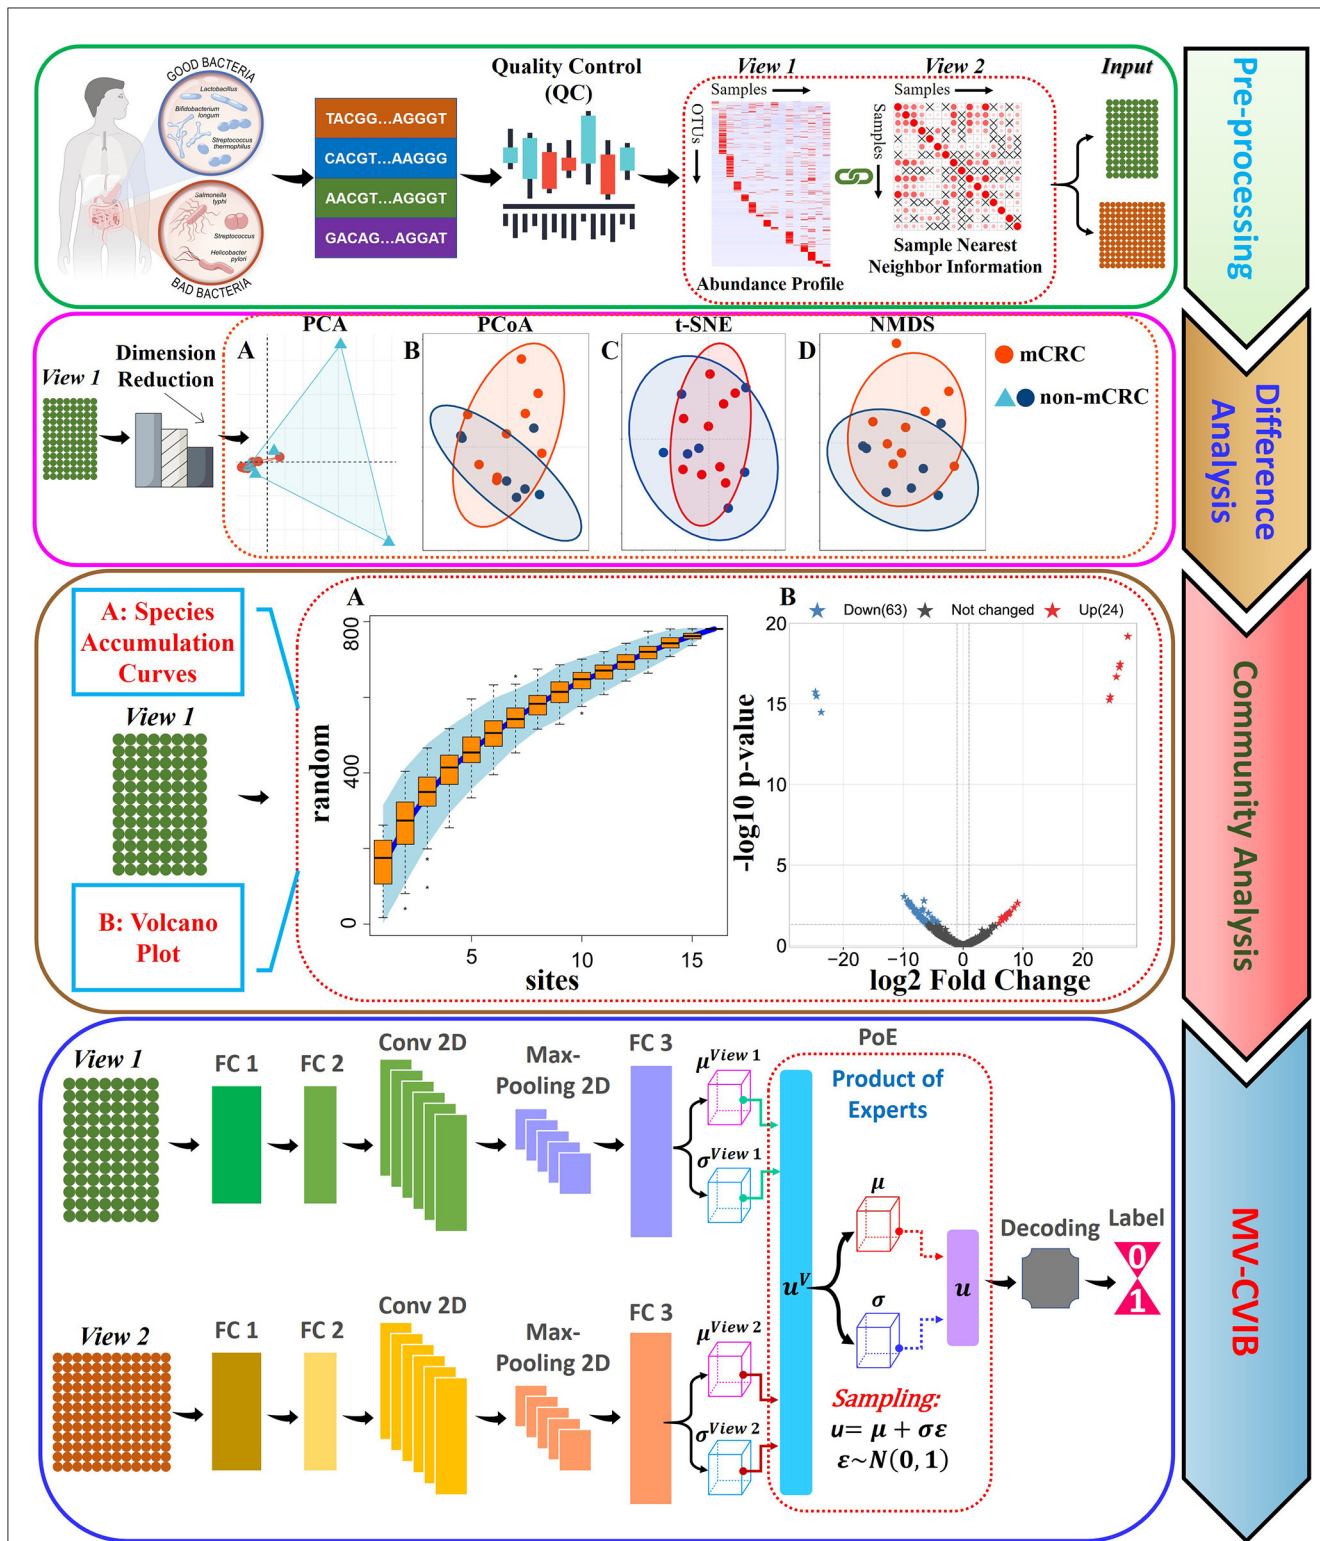 GOOD BACTERIA
Lactobacillus
Bifidobacterium
longum
Streptococcus
thermophilus
Salmonella
typhi
Streptococcus
Helicobacter
pylori
BAD BACTERIA
TACGG...AGGGT
CACGT...AAGGG
AACGT...AGGGT
GACAG...AGGAT
Quality Control
(QC)
View 1
Samples
OTUs
Abundance Profile
View 2
Samples
Samples
Sample Nearest
Neighbor Information
Input
Pre-processing
View 1
Dimension
Reduction
PCA
A
PCoA
B
t-SNE
C
NMDS
D
mCRC
non-mCRC
Difference
Analysis
A: Species
Accumulation
Curves
View 1
B: Volcano
Plot
A
800
400
0
random
5
10
15
sites
B
Down(63)
Not changed
Up(24)
20
15
10
5
0
-log10 p-value
−20
−10
0
10
20
log2 Fold Change
Community Analysis
View 1
FC 1
FC 2
Conv 2D
Max-
Pooling 2D
FC 3
μ^View 1
σ^View 1
PoE
Product of
Experts
u^V
μ
σ
u
Sampling:
u= μ + σε
ε~N(0, 1)
Decoding
Label
0
1
View 2
FC 1
FC 2
Conv 2D
Max-
Pooling 2D
FC 3
μ^View 2
σ^View 2
MV-CVIB